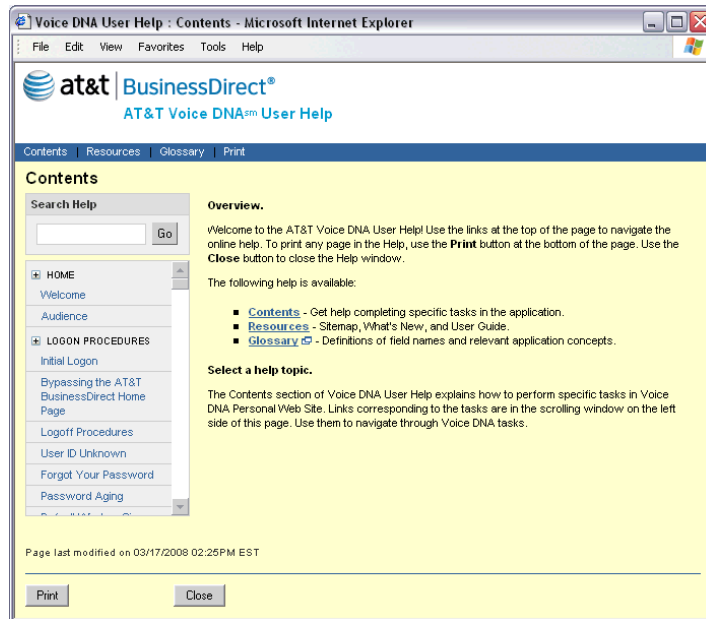 Voice DNA User Help : Contents - Microsoft Internet Explorer
File Edit View Favorites Tools Help
at&t BusinessDirect®
AT&T Voice DNA℠ User Help
Contents | Resources | Glossary | Print
Contents
Search Help
Go
HOME
Welcome
Audience
LOGON PROCEDURES
Initial Logon
Bypassing the AT&T
BusinessDirect Home
Page
Logoff Procedures
User ID Unknown
Forgot Your Password
Password Aging
Overview.
Welcome to the AT&T Voice DNA User Help! Use the links at the top of the page to navigate the
online help. To print any page in the Help, use the Print button at the bottom of the page. Use the
Close button to close the Help window.
The following help is available:
■ Contents - Get help completing specific tasks in the application.
■ Resources - Sitemap, What's New, and User Guide.
■ Glossary - Definitions of field names and relevant application concepts.
Select a help topic.
The Contents section of Voice DNA User Help explains how to perform specific tasks in Voice
DNA Personal Web Site. Links corresponding to the tasks are in the scrolling window on the left
side of this page. Use them to navigate through Voice DNA tasks.
Page last modified on 03/17/2008 02:25PM EST
Print Close